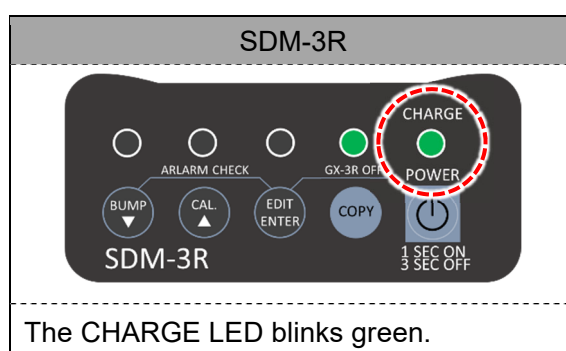 SDM-3R
CHARGE
ARLARM CHECK
GX-3R OFF
POWER
BUMP
▼
CAL.
▲
EDIT
ENTER
COPY
SDM-3R
1 SEC ON
3 SEC OFF
The CHARGE LED blinks green.